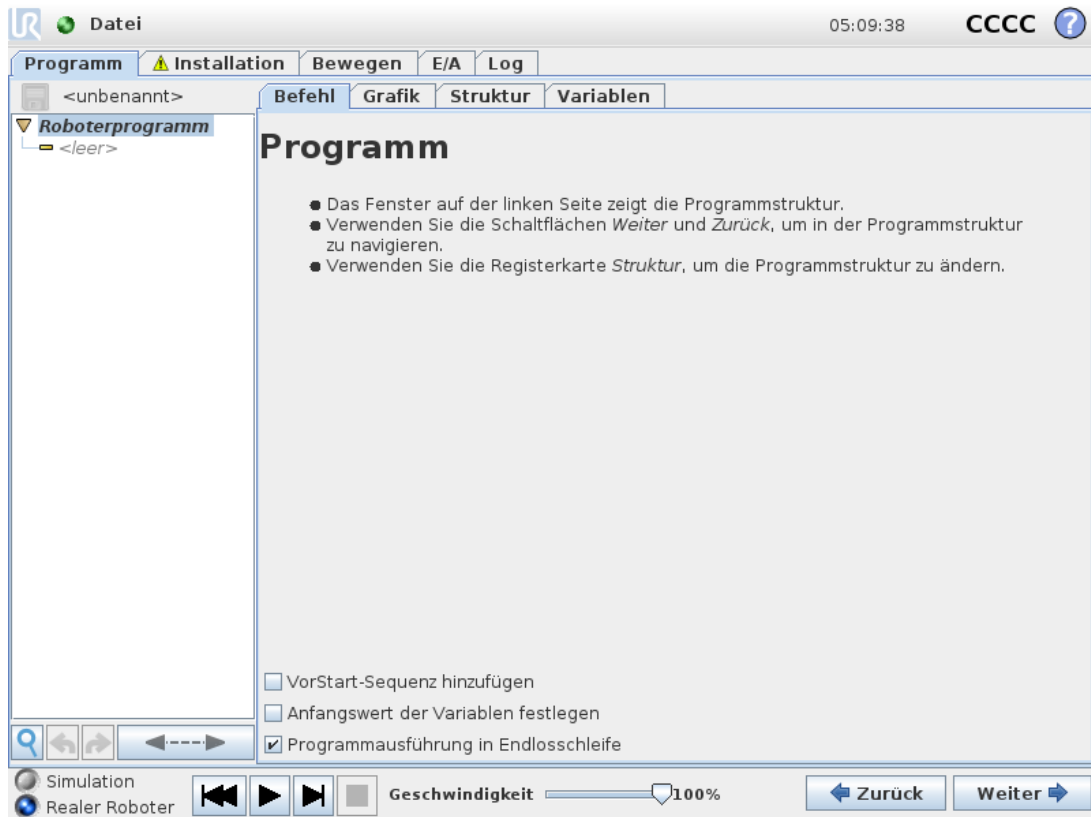 UR Datei 05:09:38 CCCC ?
Programm Installation Bewegen E/A Log
<unbenannt> Befehl Grafik Struktur Variablen
Roboterprogramm
<leer>
Programm
Das Fenster auf der linken Seite zeigt die Programmstruktur.
Verwenden Sie die Schaltflächen Weiter und Zurück, um in der Programmstruktur
zu navigieren.
Verwenden Sie die Registerkarte Struktur, um die Programmstruktur zu ändern.
VorStart-Sequenz hinzufügen
Anfangswert der Variablen festlegen
Programmausführung in Endlosschleife
Simulation
Realer Roboter
Geschwindigkeit 100% Zurück Weiter